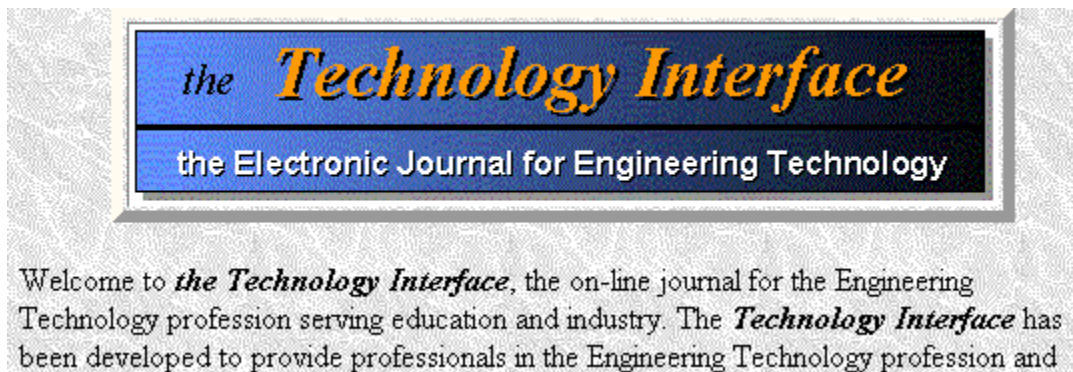 the Technology Interface
the Electronic Journal for Engineering Technology
Welcome to the Technology Interface, the on-line journal for the Engineering
Technology profession serving education and industry. The Technology Interface has
been developed to provide professionals in the Engineering Technology profession and